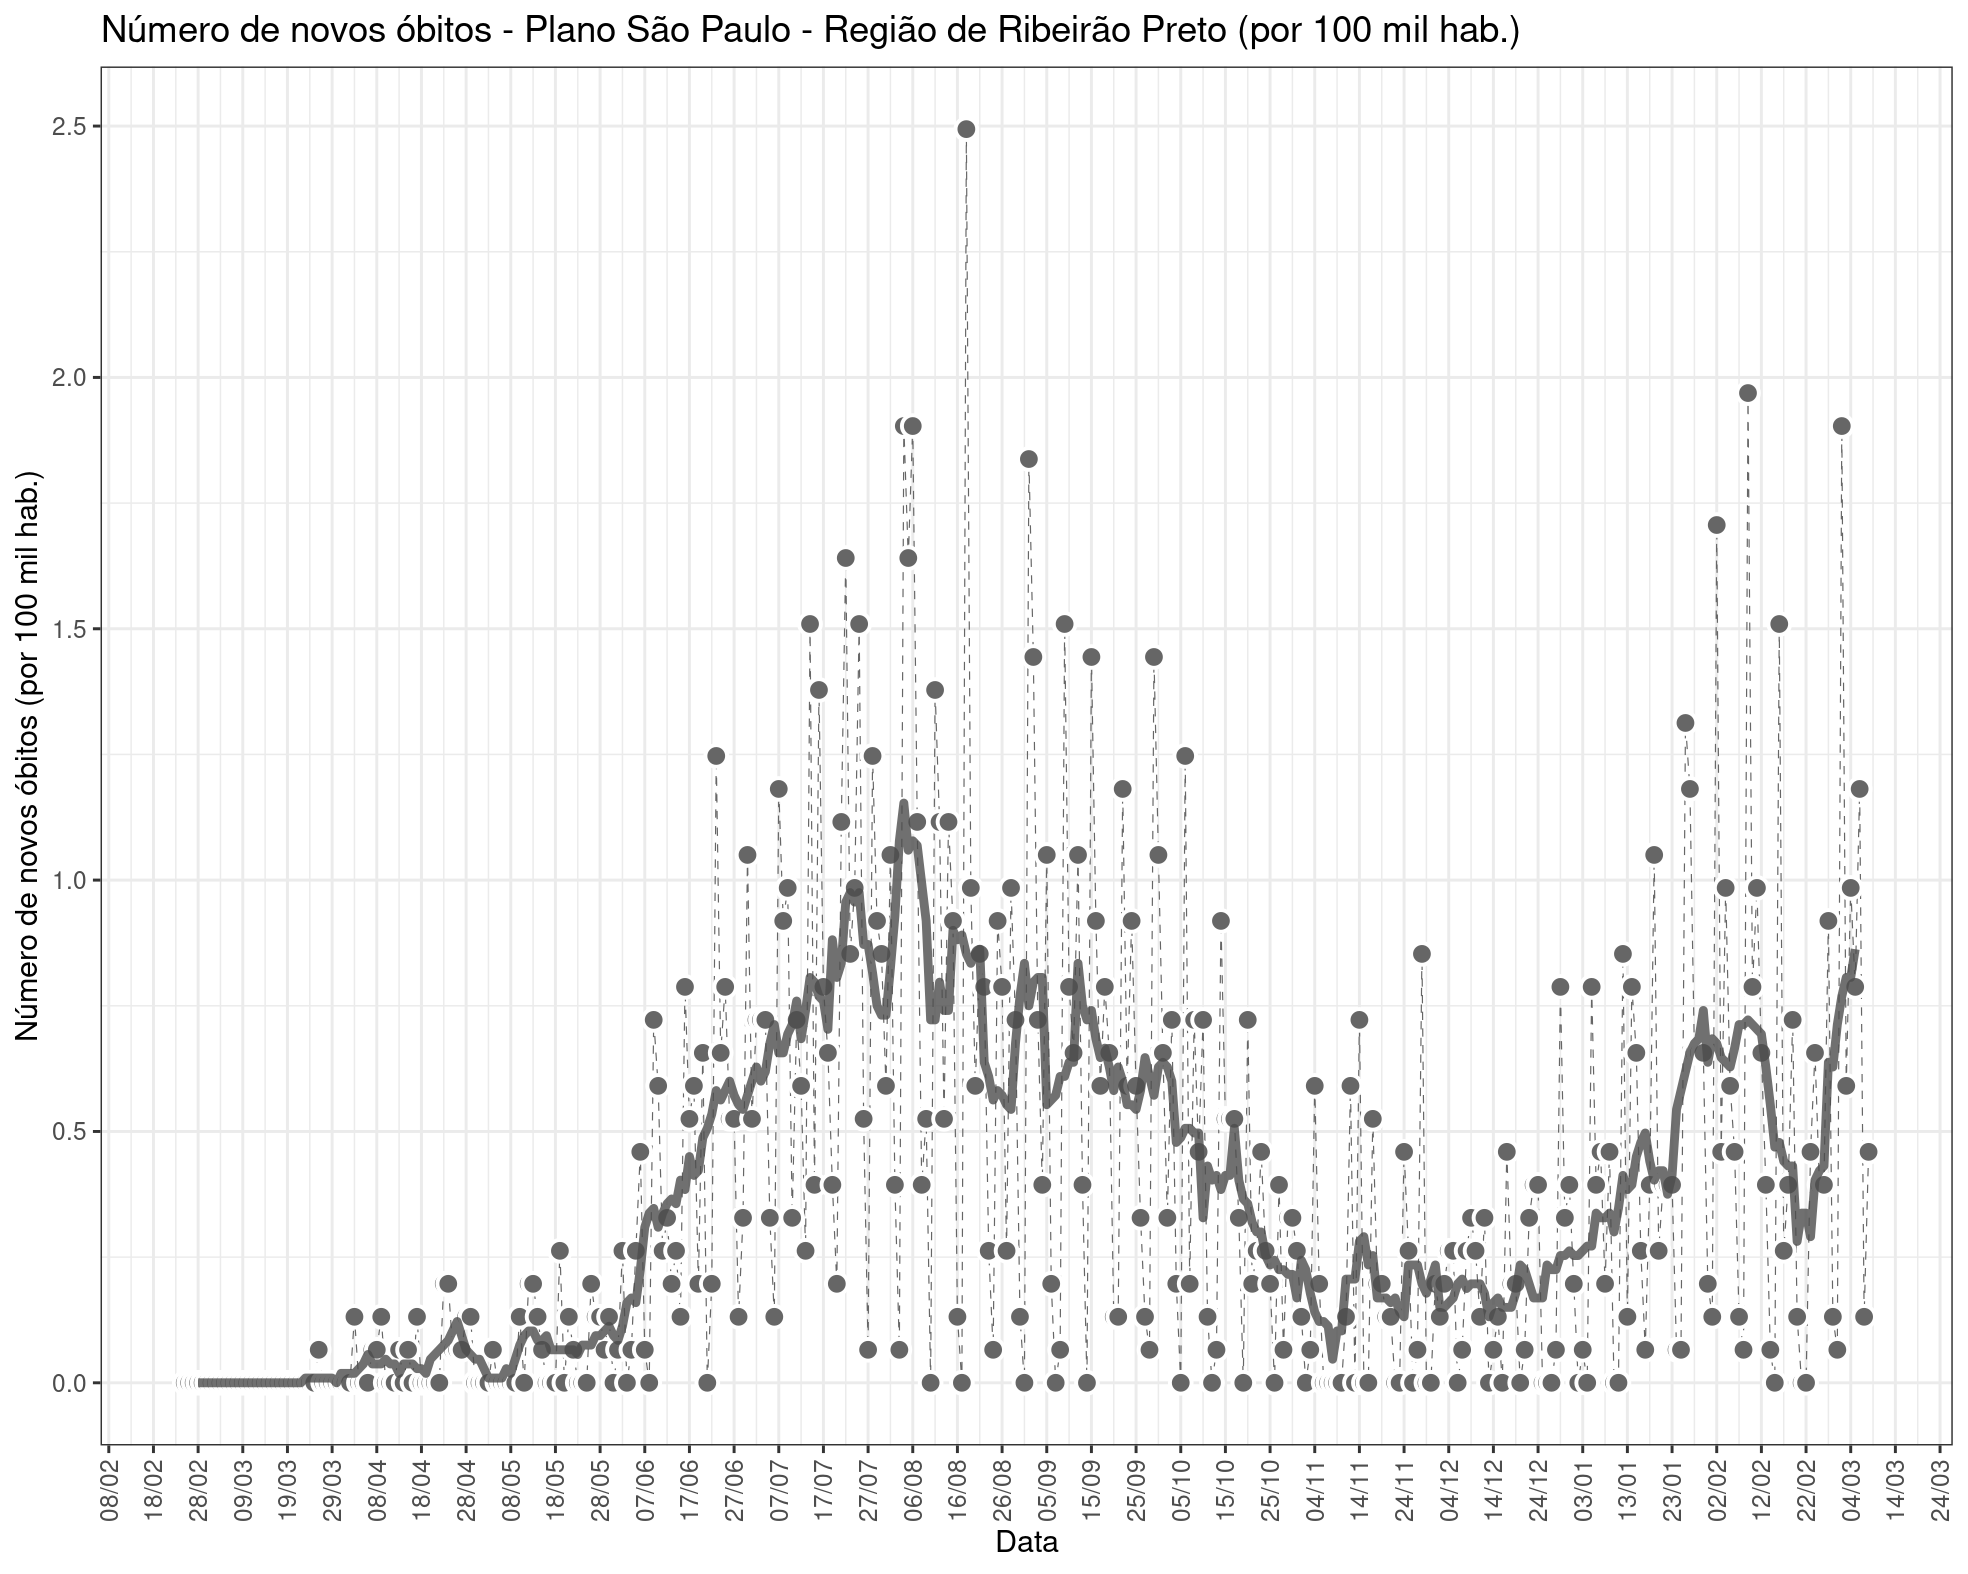 Número de novos óbitos - Plano São Paulo - Região de Ribeirão Preto (por 100 mil hab.)
Número de novos óbitos (por 100 mil hab.)
2.5
2.0
1.5
1.0
0.5
0.0
08/02 18/02 28/02 09/03 19/03 29/03 08/04 18/04 28/04 08/05 18/05 28/05 07/06 17/06 27/06 07/07 17/07 27/07 06/08 16/08 26/08 05/09 15/09 25/09 05/10 15/10 25/10 04/11 14/11 24/11 04/12 14/12 24/12 03/01 13/01 23/01 02/02 12/02 22/02 04/03 14/03 24/03
Data